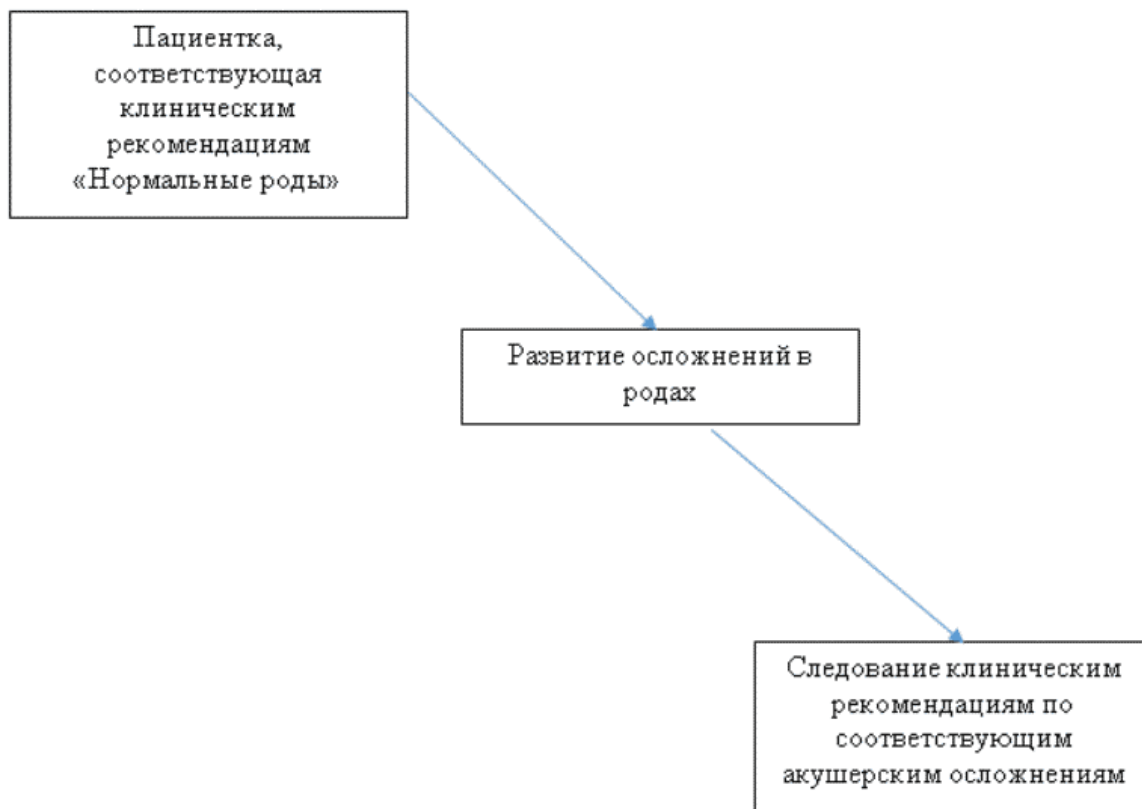 Пациентка,
соответствующая
клиническим
рекомендациям
«Нормальные роды»
Развитие осложнений в
родах
Следование клиническим
рекомендациям по
соответствующим
акушерским осложнениям